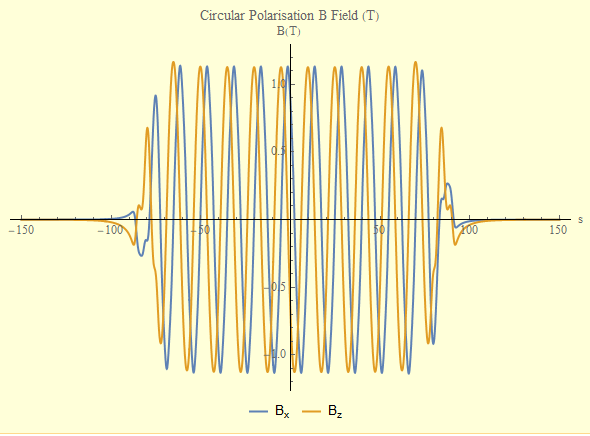 Circular Polarisation B Field (T)
B(T)
1.0
0.5
-150 -100 -50 50 100 150 s
-0.5
-1.0
Bx Bz